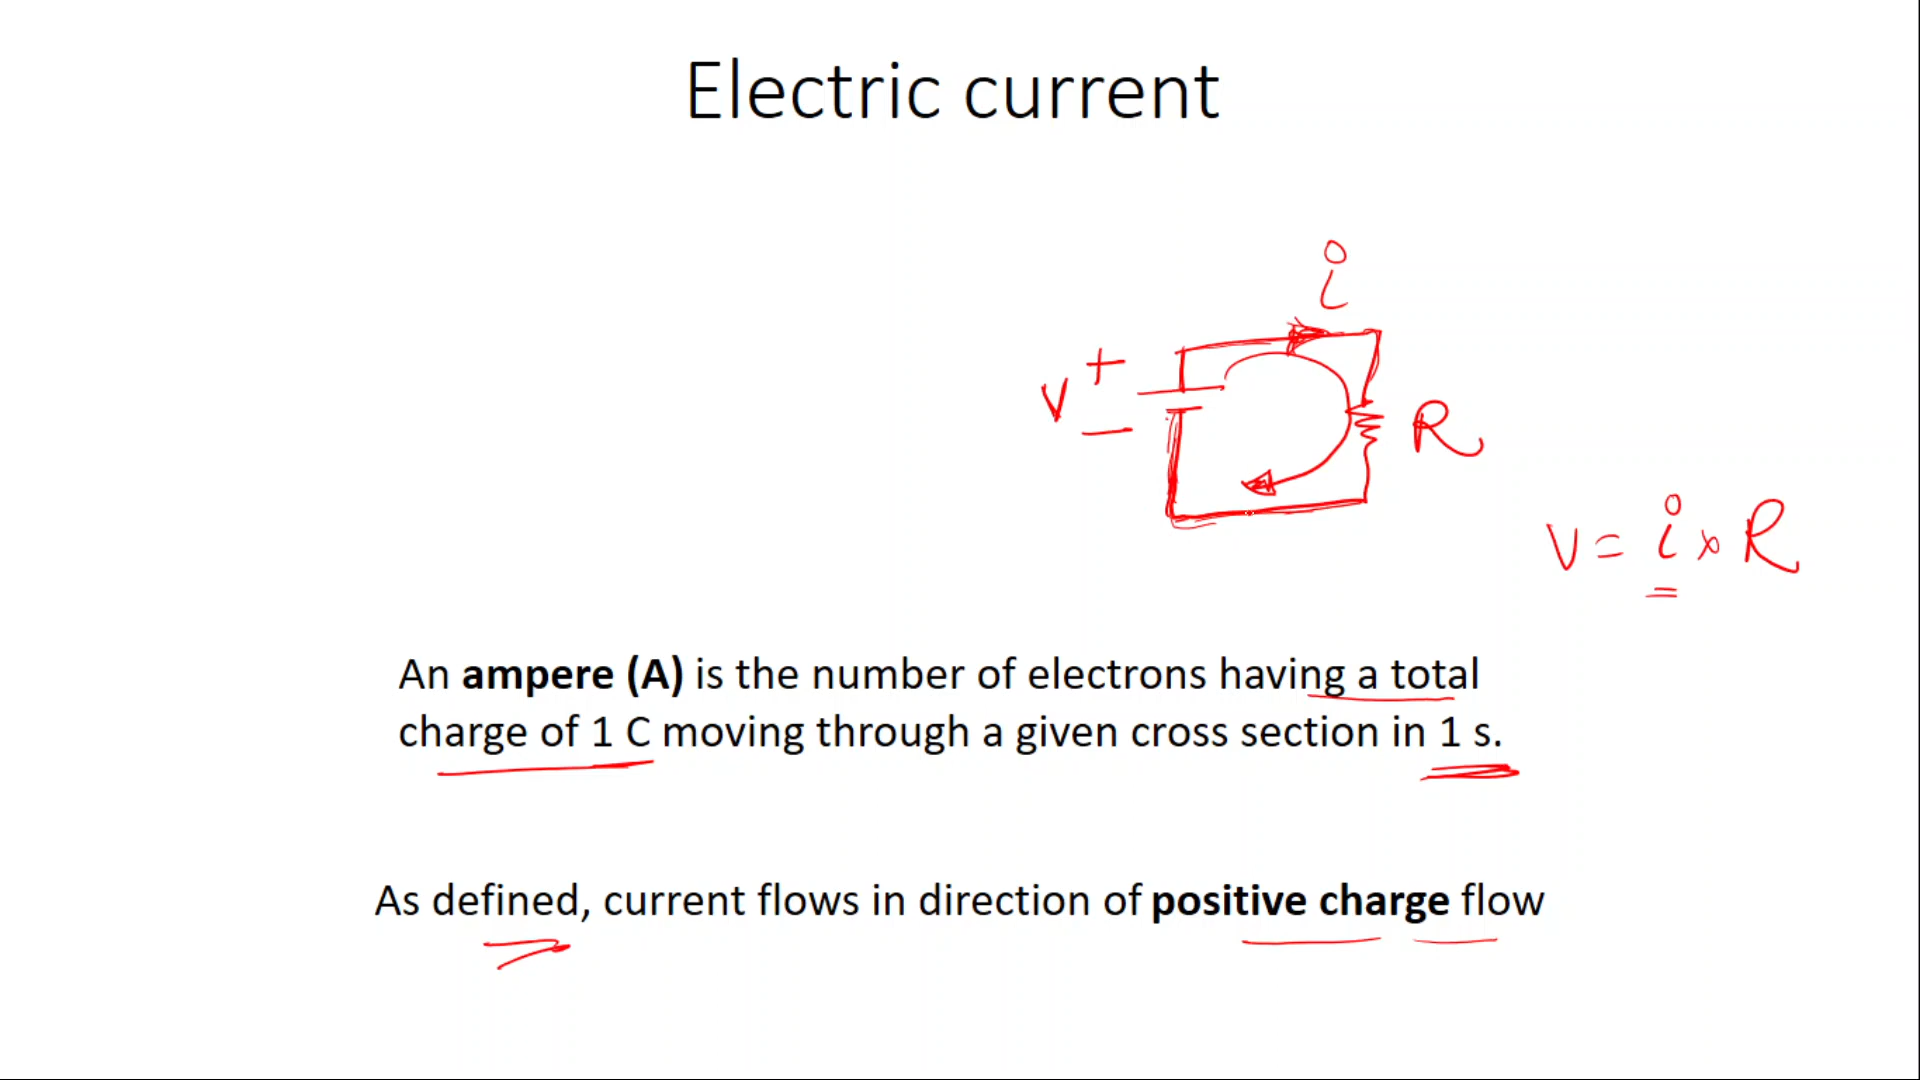 Electric current
i
V + −
R
V = i × R
An ampere (A) is the number of electrons having a total
charge of 1 C moving through a given cross section in 1 s.
As defined, current flows in direction of positive charge flow